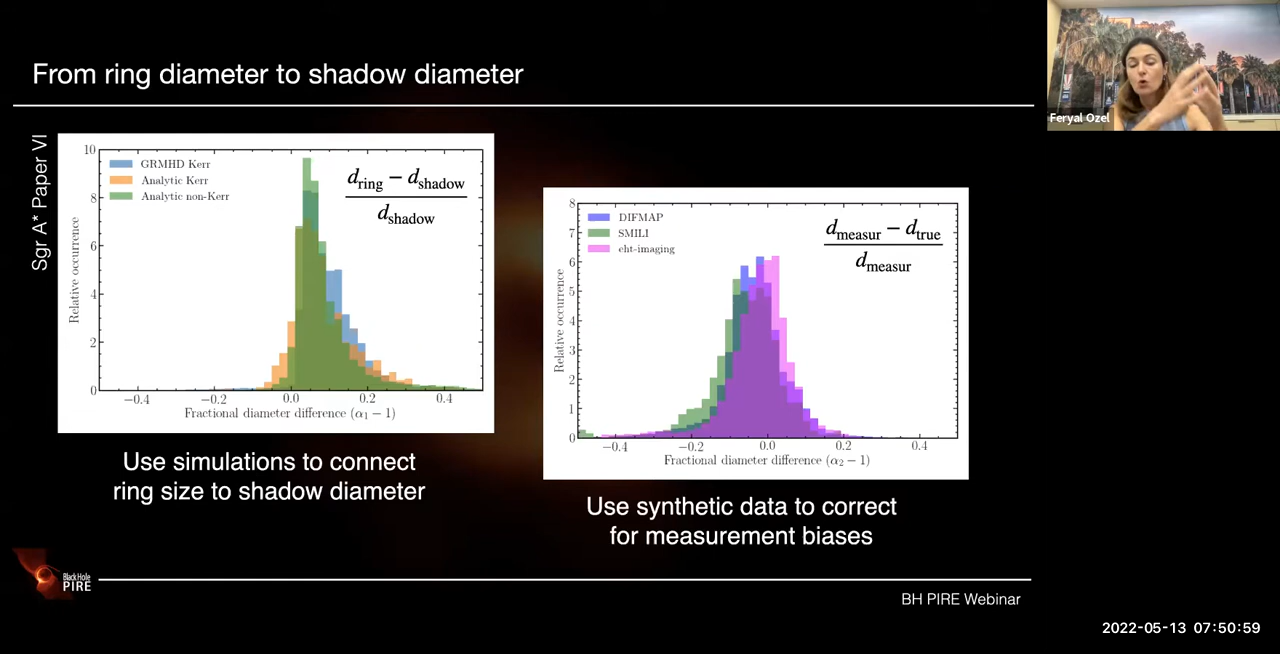 From ring diameter to shadow diameter
Feryal Ozel
Sgr A* Paper VI
10
8
6
4
2
0
Relative occurrence
GRMHD Kerr
Analytic Kerr
Analytic non-Kerr
d_ring − d_shadow
d_shadow
−0.4 −0.2 0.0 0.2 0.4
Fractional diameter difference (α₁ − 1)
Use simulations to connect
ring size to shadow diameter
8
7
6
5
4
3
2
1
0
Relative occurrence
DIFMAP
SMILI
eht-imaging
d_measur − d_true
d_measur
−0.4 −0.2 0.0 0.2 0.4
Fractional diameter difference (α₂ − 1)
Use synthetic data to correct
for measurement biases
Black Hole
PIRE
BH PIRE Webinar
2022-05-13 07:50:59